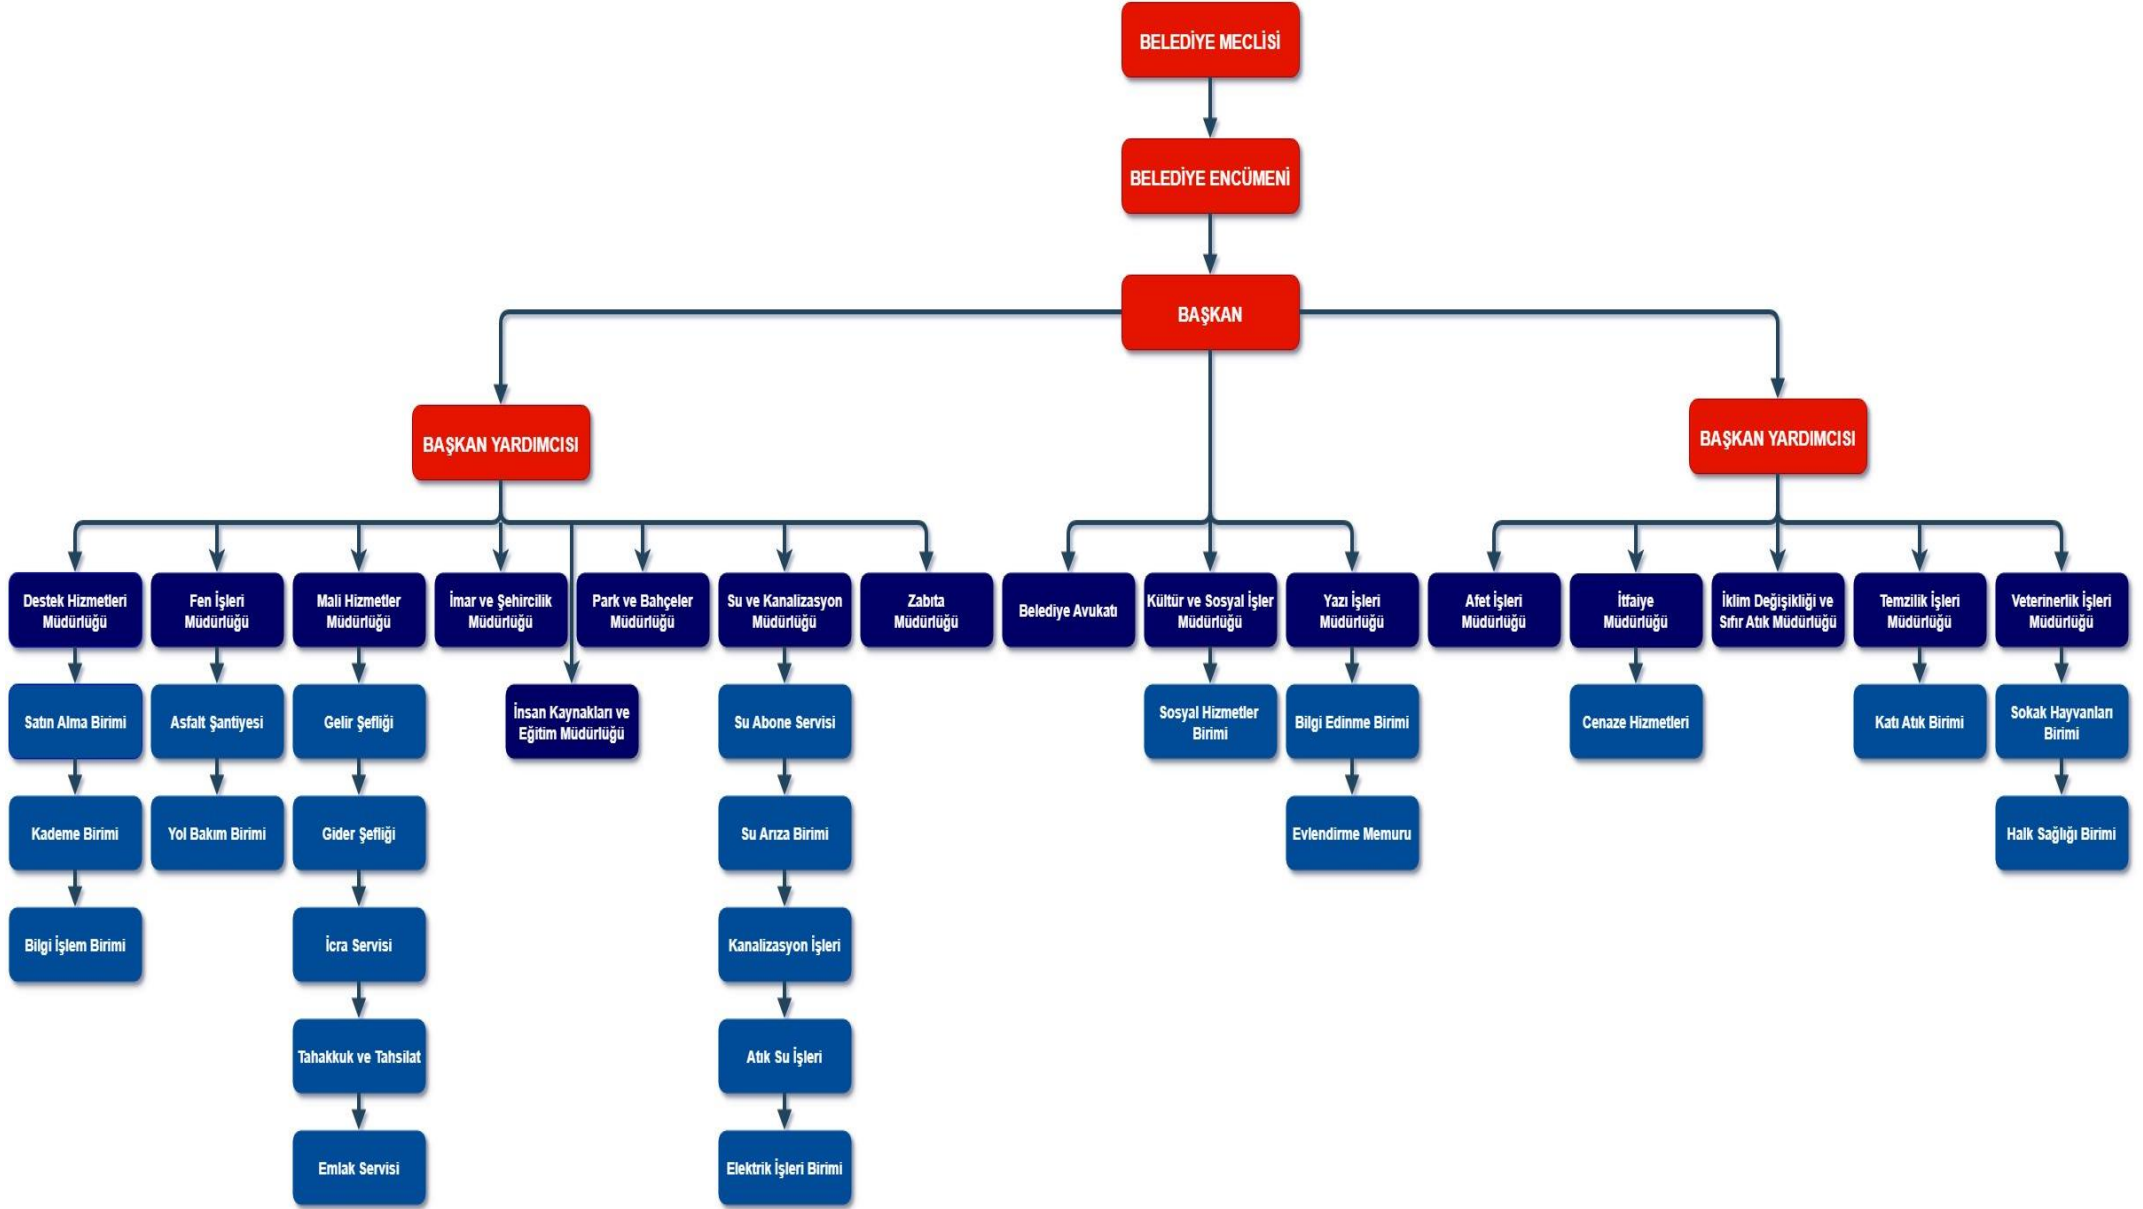 BELEDİYE MECLİSİ
BELEDİYE ENCÜMENİ
BAŞKAN
BAŞKAN YARDIMCISI
BAŞKAN YARDIMCISI
Destek Hizmetleri
Müdürlüğü
Fen İşleri
Müdürlüğü
Mali Hizmetler
Müdürlüğü
İmar ve Şehircilik
Müdürlüğü
Park ve Bahçeler
Müdürlüğü
Su ve Kanalizasyon
Müdürlüğü
Zabıta
Müdürlüğü
Belediye Avukatı
Kültür ve Sosyal İşler
Müdürlüğü
Yazı İşleri
Müdürlüğü
Afet İşleri
Müdürlüğü
İtfaiye
Müdürlüğü
İklim Değişikliği ve
Sıfır Atık Müdürlüğü
Temzilik İşleri
Müdürlüğü
Veterinerlik İşleri
Müdürlüğü
Satın Alma Birimi
Asfalt Şantiyesi
Gelir Şefliği
İnsan Kaynakları ve
Eğitim Müdürlüğü
Su Abone Servisi
Sosyal Hizmetler
Birimi
Bilgi Edinme Birimi
Cenaze Hizmetleri
Katı Atık Birimi
Sokak Hayvanları
Birimi
Kademe Birimi
Yol Bakım Birimi
Gider Şefliği
Su Arıza Birimi
Evlendirme Memuru
Halk Sağlığı Birimi
Bilgi İşlem Birimi
İcra Servisi
Kanalizasyon İşleri
Tahakkuk ve Tahsilat
Atık Su İşleri
Emlak Servisi
Elektrik İşleri Birimi